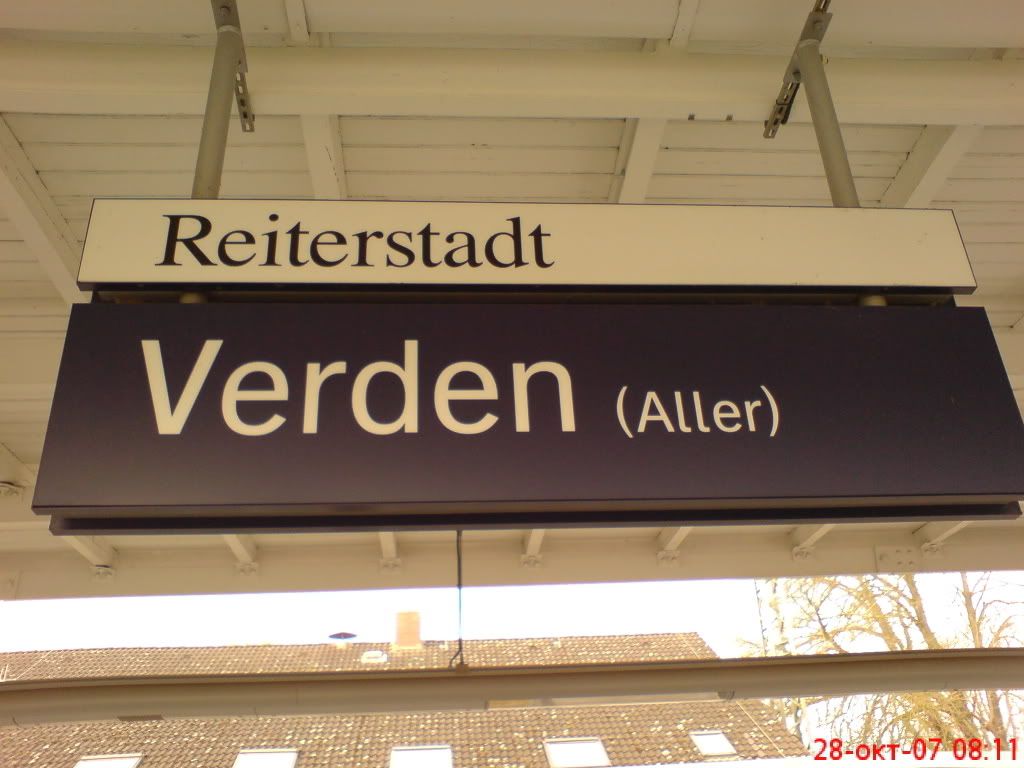 Reiterstadt
Verden (Aller)
28-окт-07 08:11